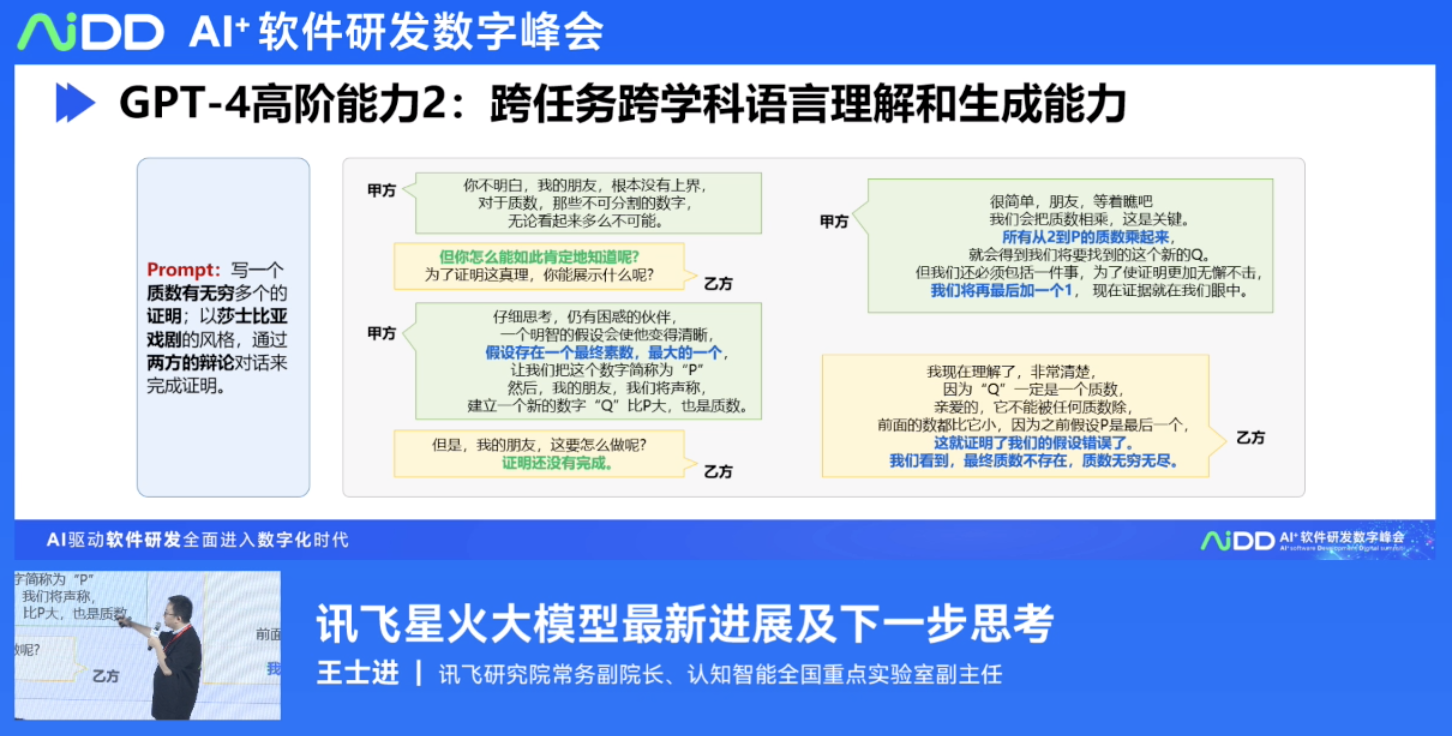 AiDD AI+ 软件研发数字峰会
GPT-4高阶能力2：跨任务跨学科语言理解和生成能力
Prompt：写一个
质数有无穷多个的
证明；以莎士比亚
戏剧的风格，通过
两方的辩论对话来
完成证明。
甲方
你不明白，我的朋友，根本没有上界，
对于质数，那些不可分割的数字，
无论看起来多么不可能。
但你怎么能如此肯定地知道呢？
为了证明这真理，你能展示什么呢？
乙方
甲方
仔细思考，仍有困惑的伙伴，
一个明智的假设会使他变得清晰，
假设存在一个最终素数，最大的一个，
让我们把这个数字简称为“P”
然后，我的朋友，我们将声称，
建立一个新的数字“Q”比P大，也是质数。
但是，我的朋友，这要怎么做呢？
证明还没有完成。
乙方
甲方
很简单，朋友，等着瞧吧
我们会把质数相乘，这是关键。
所有从2到P的质数乘起来，
就会得到我们将要找到的这个新的Q。
但我们还必须包括一件事，为了使证明更加无懈不击，
我们将再最后加一个1， 现在证据就在我们眼中。
我现在理解了，非常清楚，
因为“Q”一定是一个质数，
亲爱的，它不能被任何质数除，
前面的数都比它小，因为之前假设P是最后一个，
这就证明了我们的假设错误了。
我们看到，最终质数不存在，质数无穷无尽。
乙方
AI驱动软件研发全面进入数字化时代
AiDD AI+ 软件研发数字峰会
AI+ software Development Digital summit
字简称为“P”
我们将声称，
比P大，也是质数
呢？
乙方
前面
我
讯飞星火大模型最新进展及下一步思考
王士进 | 讯飞研究院常务副院长、认知智能全国重点实验室副主任